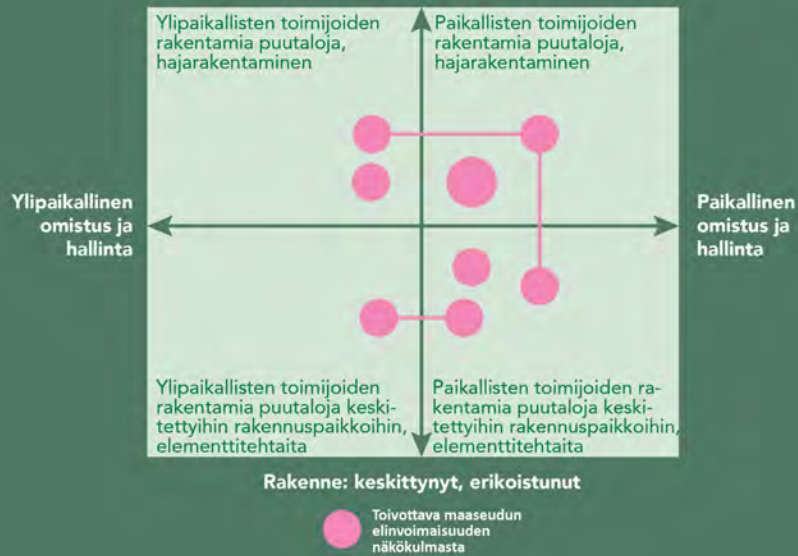 Ylipaikallisten toimijoiden
rakentamia puutaloja,
hajarakentaminen
Paikallisten toimijoiden
rakentamia puutaloja,
hajarakentaminen
Ylipaikallinen
omistus ja
hallinta
Paikallinen
omistus ja
hallinta
Ylipaikallisten toimijoiden
rakentamia puutaloja keski-
tettyihin rakennuspaikkoihin,
elementtitehtaita
Paikallisten toimijoiden ra-
kentamia puutaloja keski-
tettyihin rakennuspaikkoihin,
elementtitehtaita
Rakenne: keskittynyt, erikoistunut
Toivottava maaseudun
elinvoimaisuuden
näkökulmasta